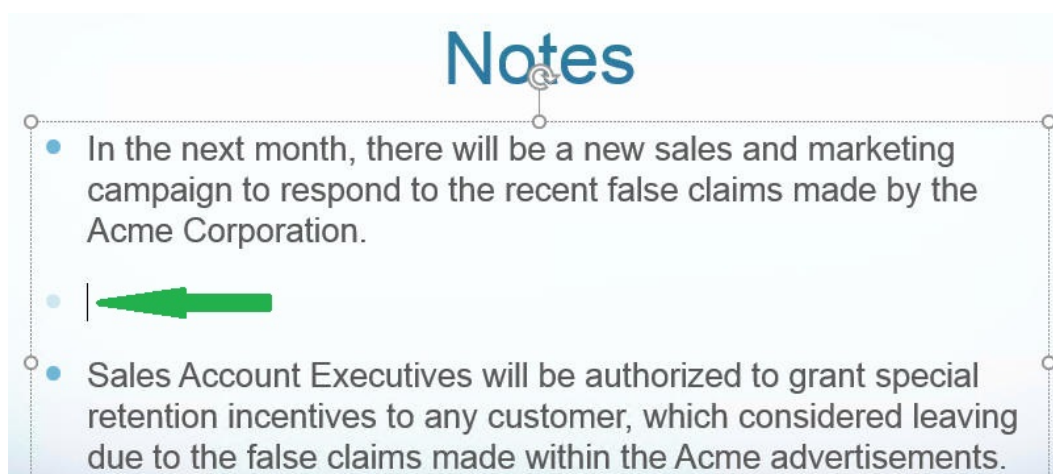 Notes
In the next month, there will be a new sales and marketing
campaign to respond to the recent false claims made by the
Acme Corporation.
Sales Account Executives will be authorized to grant special
retention incentives to any customer, which considered leaving
due to the false claims made within the Acme advertisements.